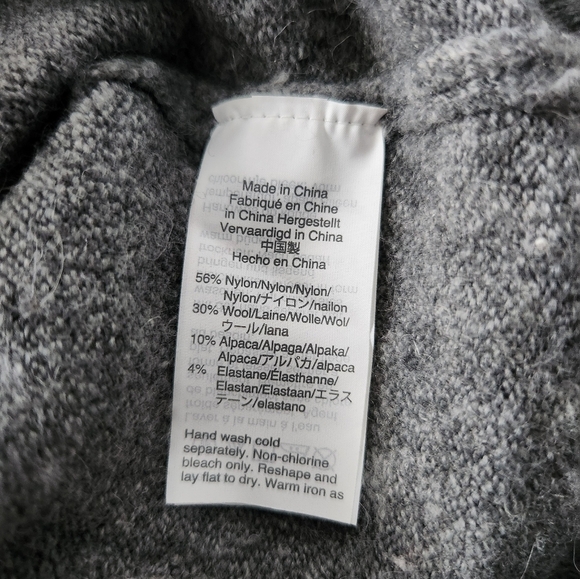 Made in China
Fabriqué en Chine
in China Hergestellt
Vervaardigd in China
中国製
Hecho en China
56% Nylon/Nylon/Nylon/
Nylon/ナイロン/nailon
30% Wool/Laine/Wolle/Wol/
ウール/lana
10% Alpaca/Alpaga/Alpaka/
Alpaca/アルパカ/alpaca
4% Elastane/Élasthanne/
Elastan/Elastaan/エラス
テーン/elastano
Hand wash cold
separately. Non-chlorine
bleach only. Reshape and
lay flat to dry. Warm iron as